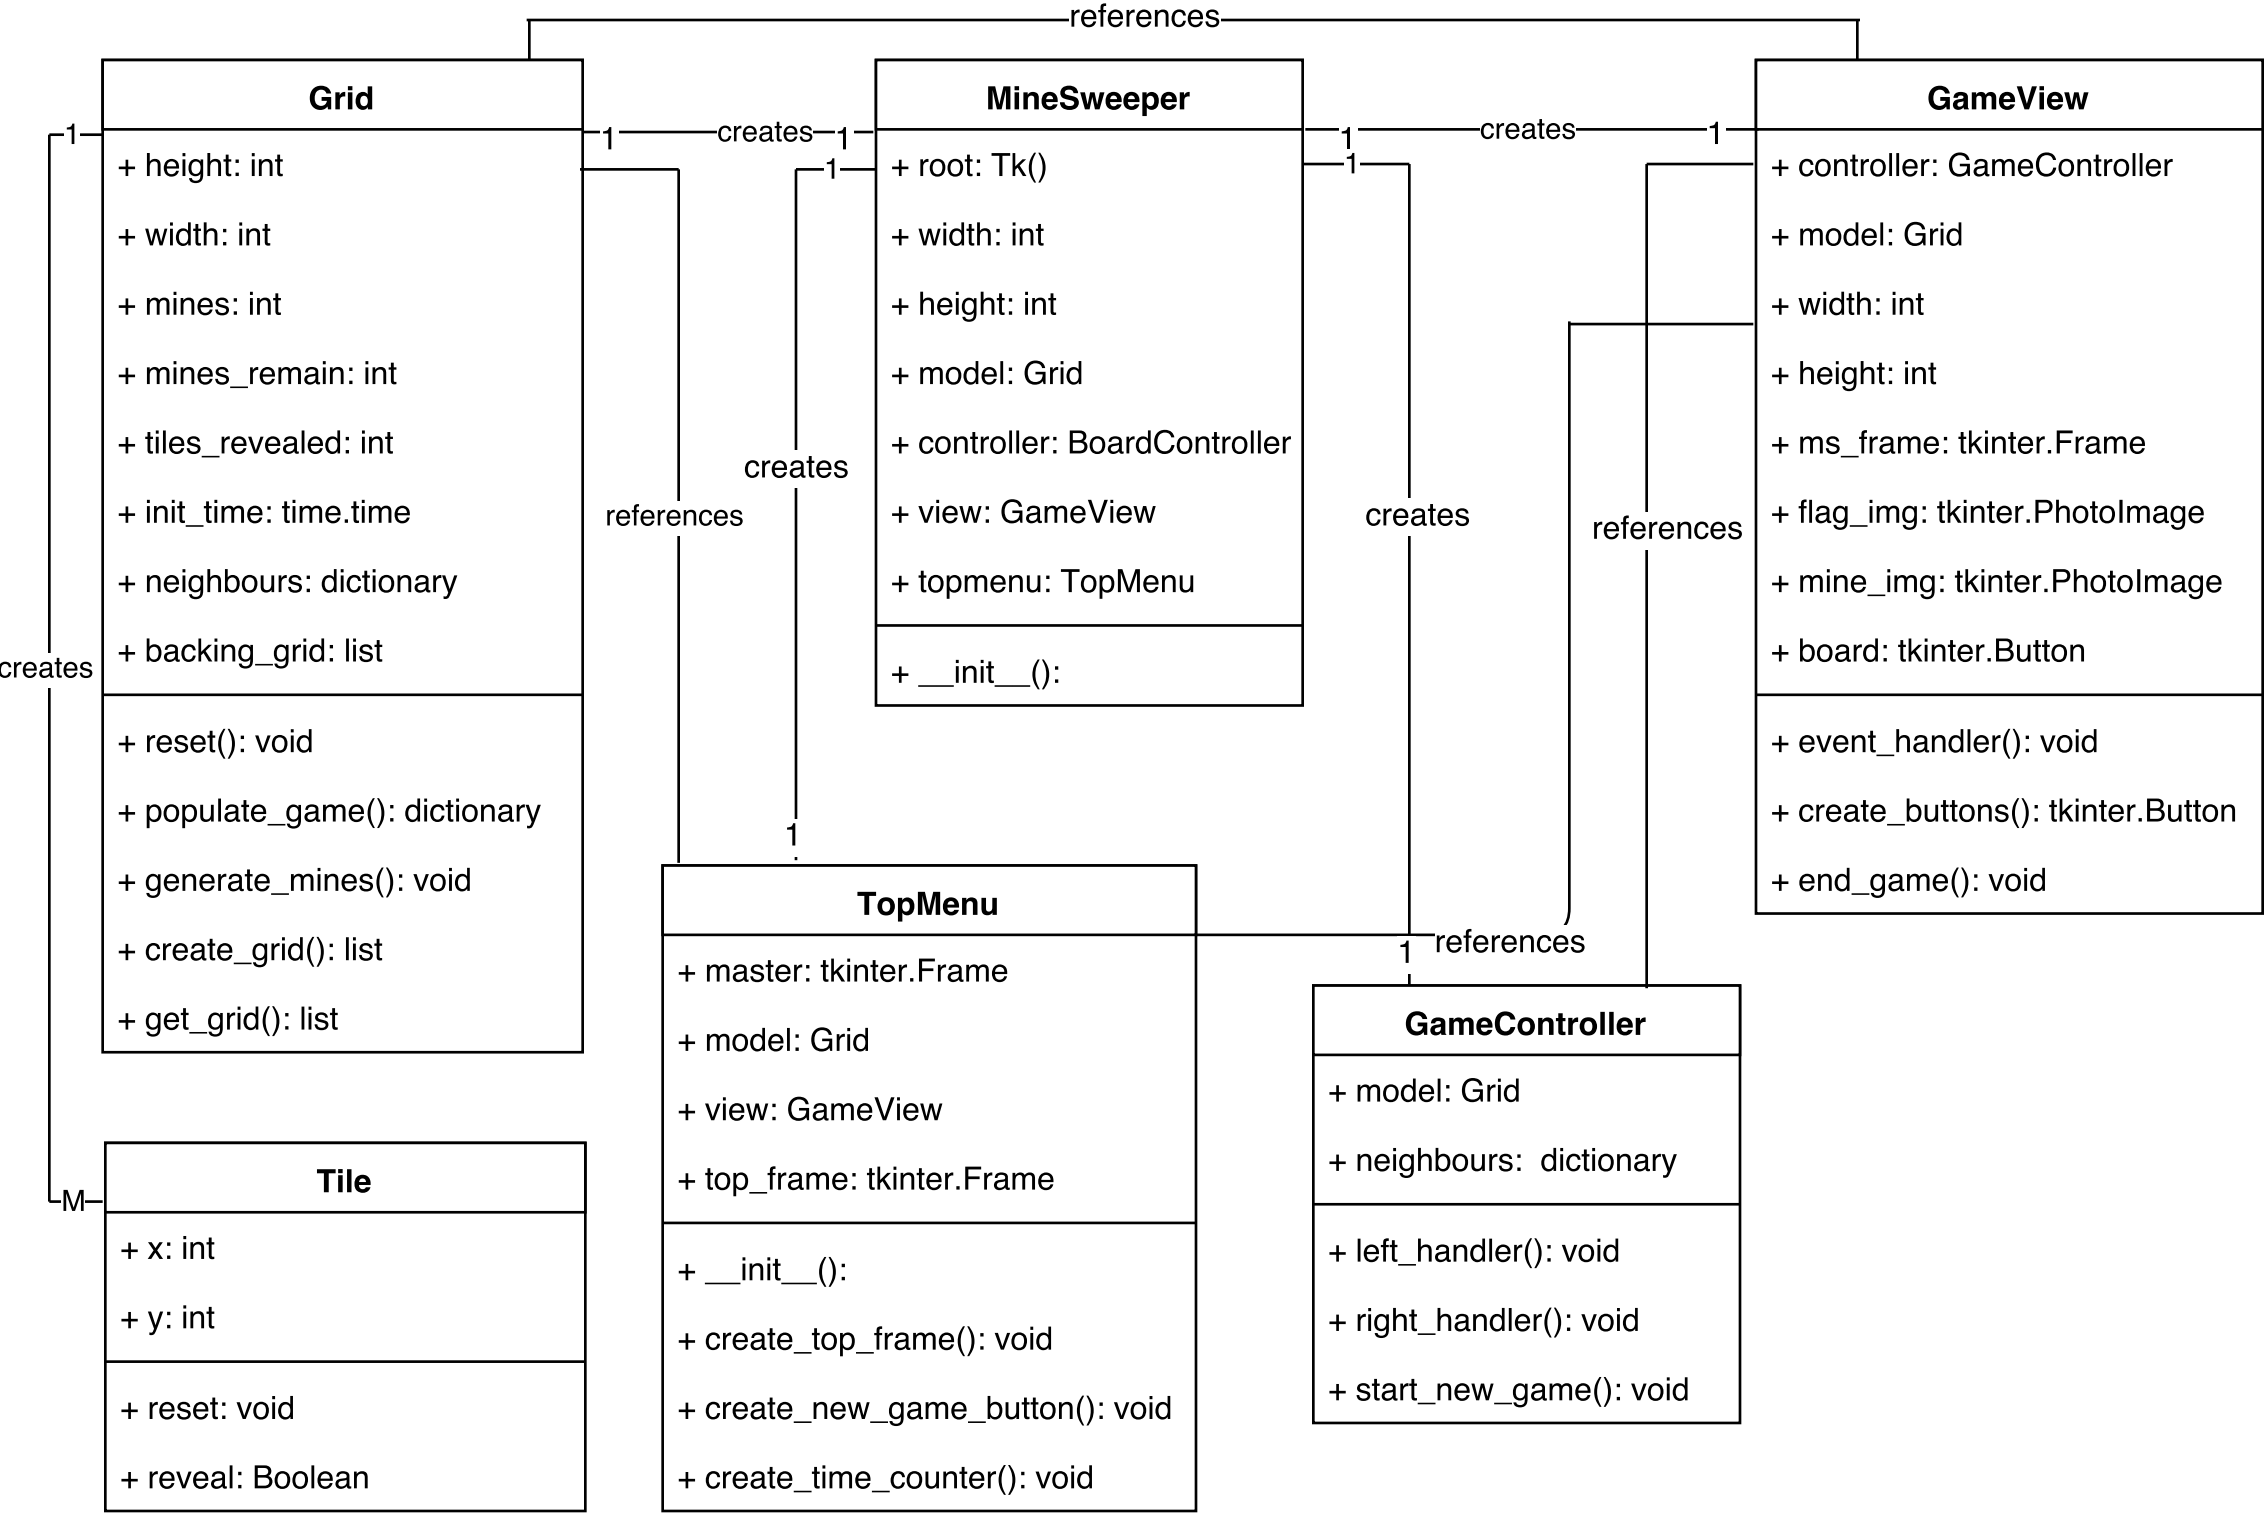 references
Grid
+ height: int
+ width: int
+ mines: int
+ mines_remain: int
+ tiles_revealed: int
+ init_time: time.time
+ neighbours: dictionary
+ backing_grid: list
+ reset(): void
+ populate_game(): dictionary
+ generate_mines(): void
+ create_grid(): list
+ get_grid(): list
1
creates
M
1
creates
1
references
1
creates
1
MineSweeper
+ root: Tk()
+ width: int
+ height: int
+ model: Grid
+ controller: BoardController
+ view: GameView
+ topmenu: TopMenu
+ __init__():
1
creates
1
1
creates
1
references
references
GameView
+ controller: GameController
+ model: Grid
+ width: int
+ height: int
+ ms_frame: tkinter.Frame
+ flag_img: tkinter.PhotoImage
+ mine_img: tkinter.PhotoImage
+ board: tkinter.Button
+ event_handler(): void
+ create_buttons(): tkinter.Button
+ end_game(): void
Tile
+ x: int
+ y: int
+ reset: void
+ reveal: Boolean
TopMenu
+ master: tkinter.Frame
+ model: Grid
+ view: GameView
+ top_frame: tkinter.Frame
+ __init__():
+ create_top_frame(): void
+ create_new_game_button(): void
+ create_time_counter(): void
GameController
+ model: Grid
+ neighbours:  dictionary
+ left_handler(): void
+ right_handler(): void
+ start_new_game(): void